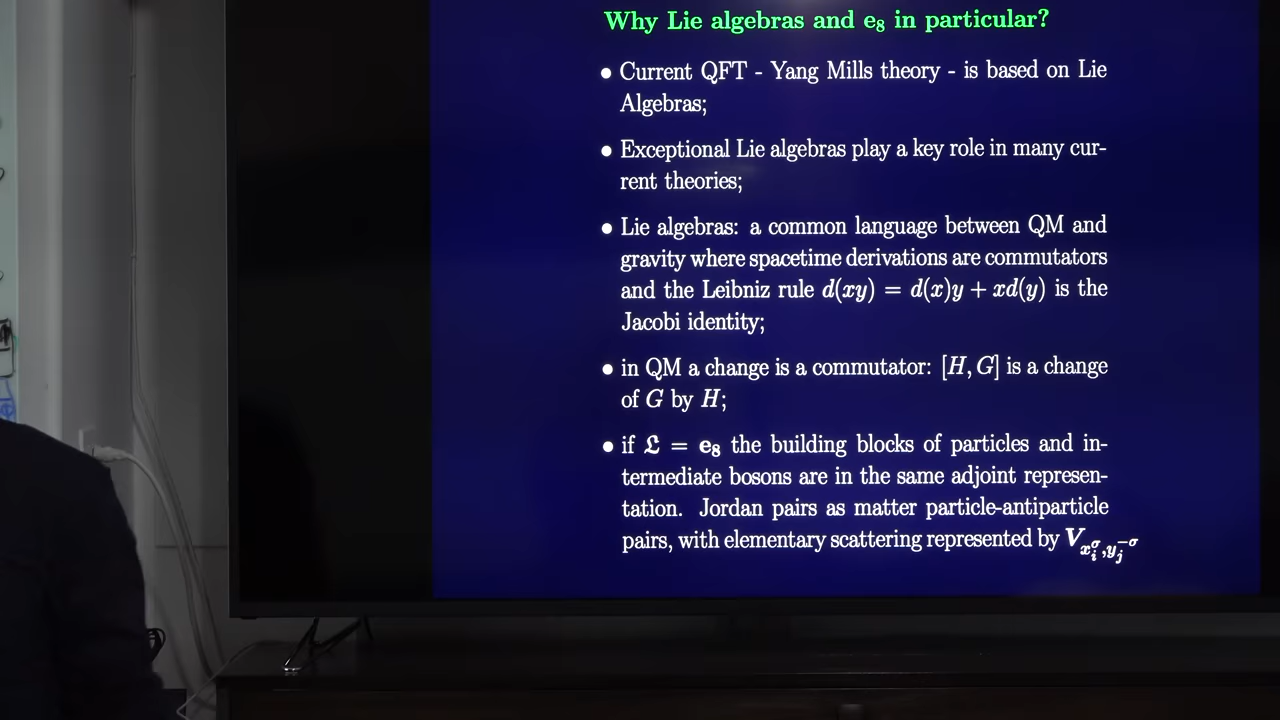 Why Lie algebras and e₈ in particular?
• Current QFT - Yang Mills theory - is based on Lie
Algebras;
• Exceptional Lie algebras play a key role in many cur-
rent theories;
• Lie algebras: a common language between QM and
gravity where spacetime derivations are commutators
and the Leibniz rule d(xy) = d(x)y + xd(y) is the
Jacobi identity;
• in QM a change is a commutator: [H, G] is a change
of G by H;
• if 𝔏 = e₈ the building blocks of particles and in-
termediate bosons are in the same adjoint represen-
tation. Jordan pairs as matter particle-antiparticle
pairs, with elementary scattering represented by V_{x_i^σ, y_j^{-σ}}